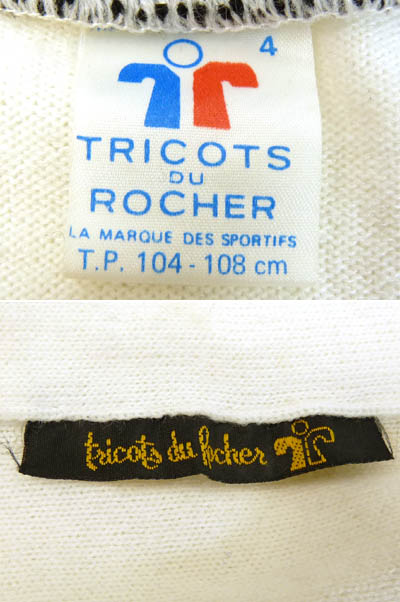 4
TRICOTS
DU
ROCHER
LA MARQUE DES SPORTIFS
T.P. 104-108 cm
tricots du Rocher